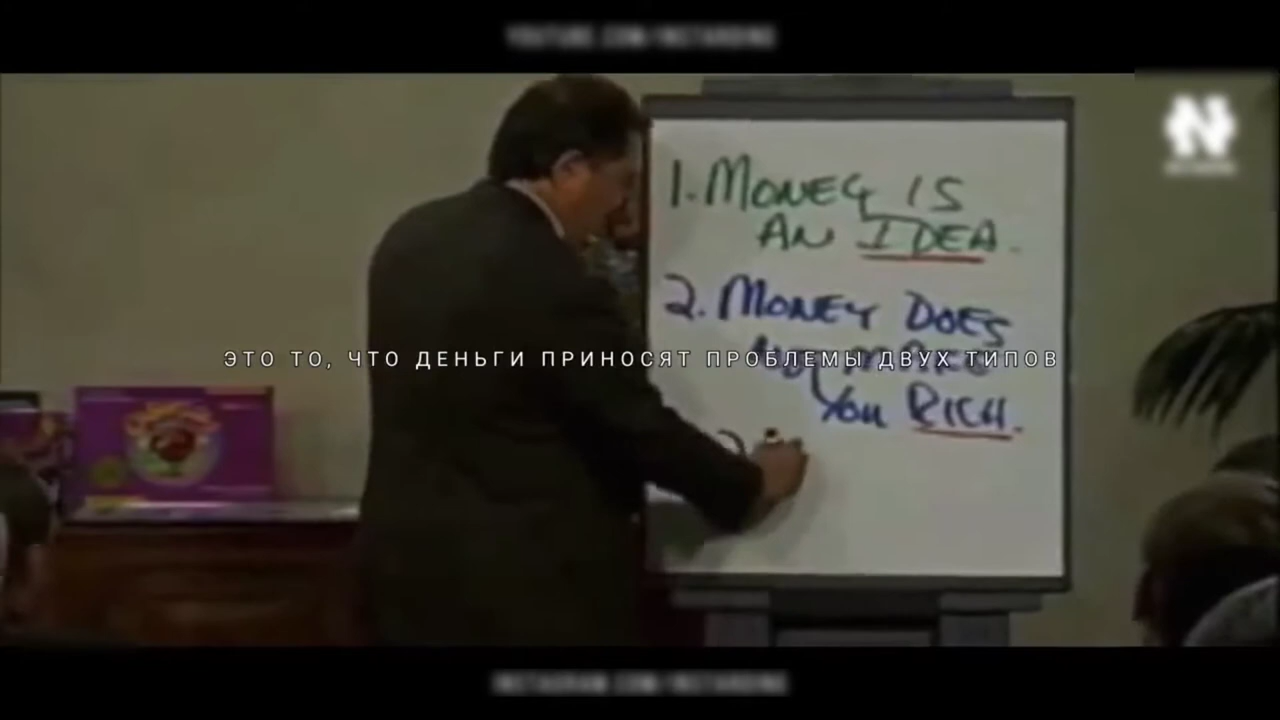 1. MONEY IS
AN IDEA.
2. MONEY DOES
ЭТО ТО, ЧТО ДЕНЬГИ ПРИНОСЯТ ПРОБЛЕМЫ ДВУХ ТИПОВ
YOU RICH.